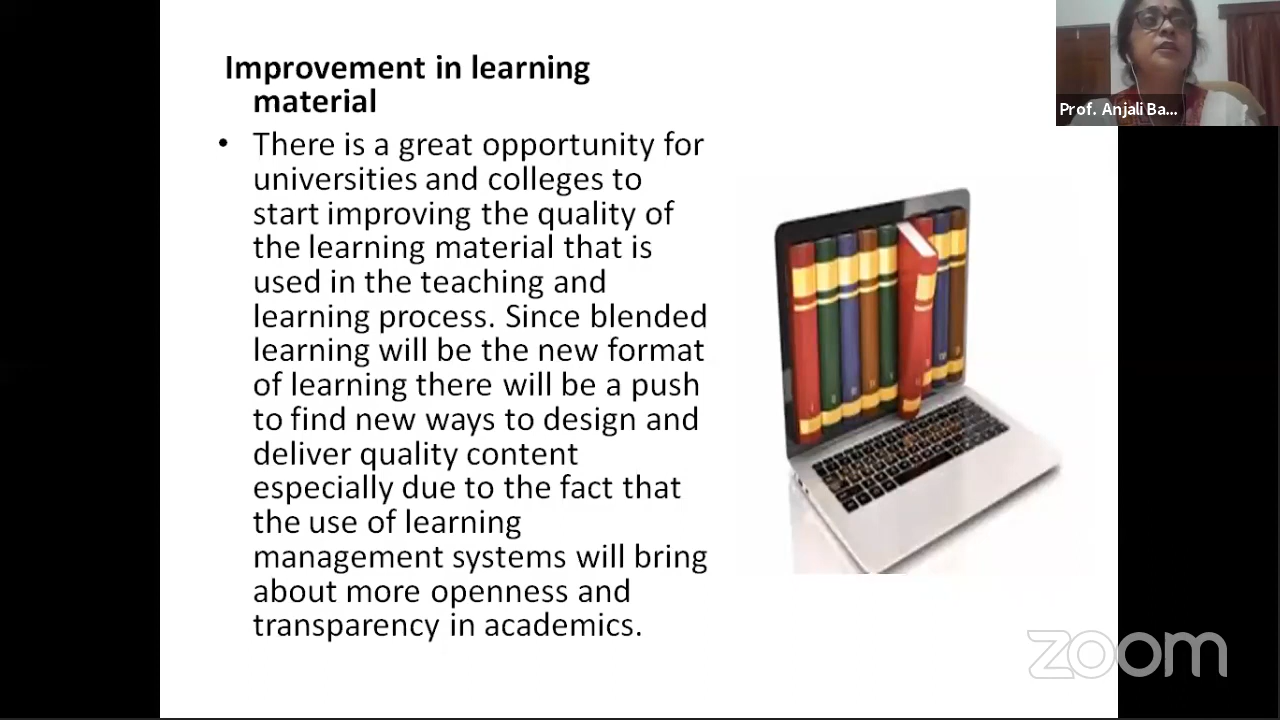 Improvement in learning
material
• There is a great opportunity for
universities and colleges to
start improving the quality of
the learning material that is
used in the teaching and
learning process. Since blended
learning will be the new format
of learning there will be a push
to find new ways to design and
deliver quality content
especially due to the fact that
the use of learning
management systems will bring
about more openness and
transparency in academics.
Prof. Anjali Ba...
zoom